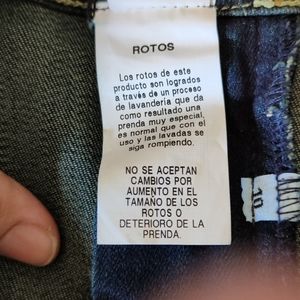 ROTOS
Los rotos de este
producto son logrados
a través de un proceso
de lavandería que da
como resultado una
prenda muy especial,
es normal que con el
uso y las lavadas se
siga rompiendo.
NO SE ACEPTAN
CAMBIOS POR
AUMENTO EN EL
TAMAÑO DE LOS
ROTOS O
DETERIORO DE LA
PRENDA.
10